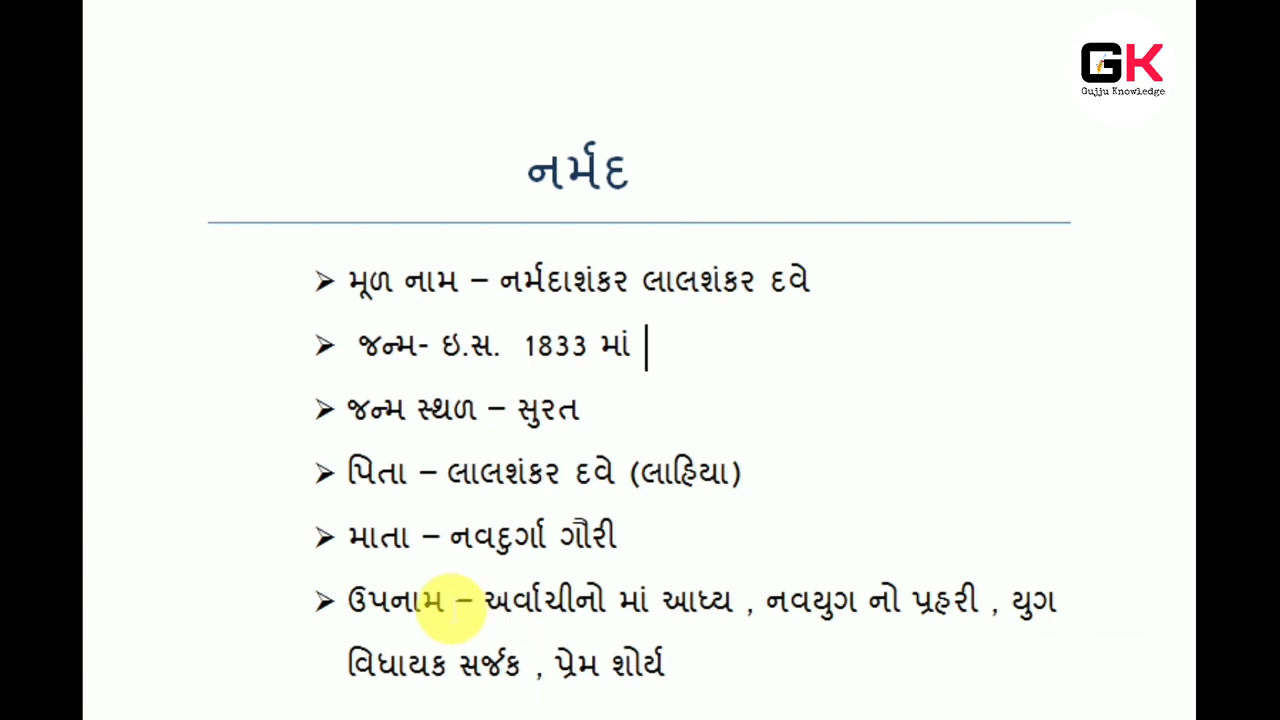 GK
Gujju Knowledge
નર્મદ
➢ મૂળ નામ – નર્મદાશંકર લાલશંકર દવે
➢ જન્મ- ઇ.સ. 1833 માં
➢ જન્મ સ્થળ – સુરત
➢ પિતા – લાલશંકર દવે (લાહિયા)
➢ માતા – નવદુર્ગા ગૌરી
➢ ઉપનામ – અર્વાચીનો માં આધ્ય , નવયુગ નો પ્રહરી , યુગ
વિધાયક સર્જક , પ્રેમ શોર્ય